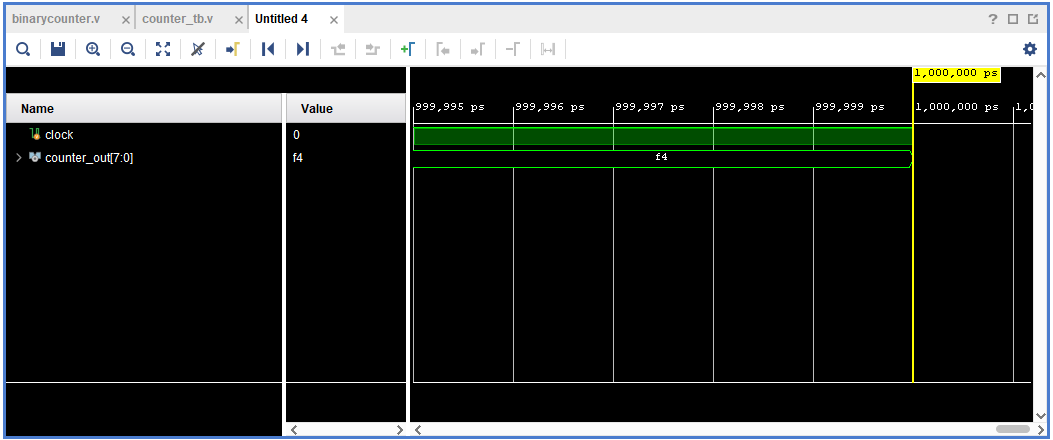 binarycounter.v counter_tb.v Untitled 4
1,000,000 ps
Name Value
999,995 ps 999,996 ps 999,997 ps 999,998 ps 999,999 ps 1,000,000 ps 1,0
clock 0
counter_out[7:0] f4 f4